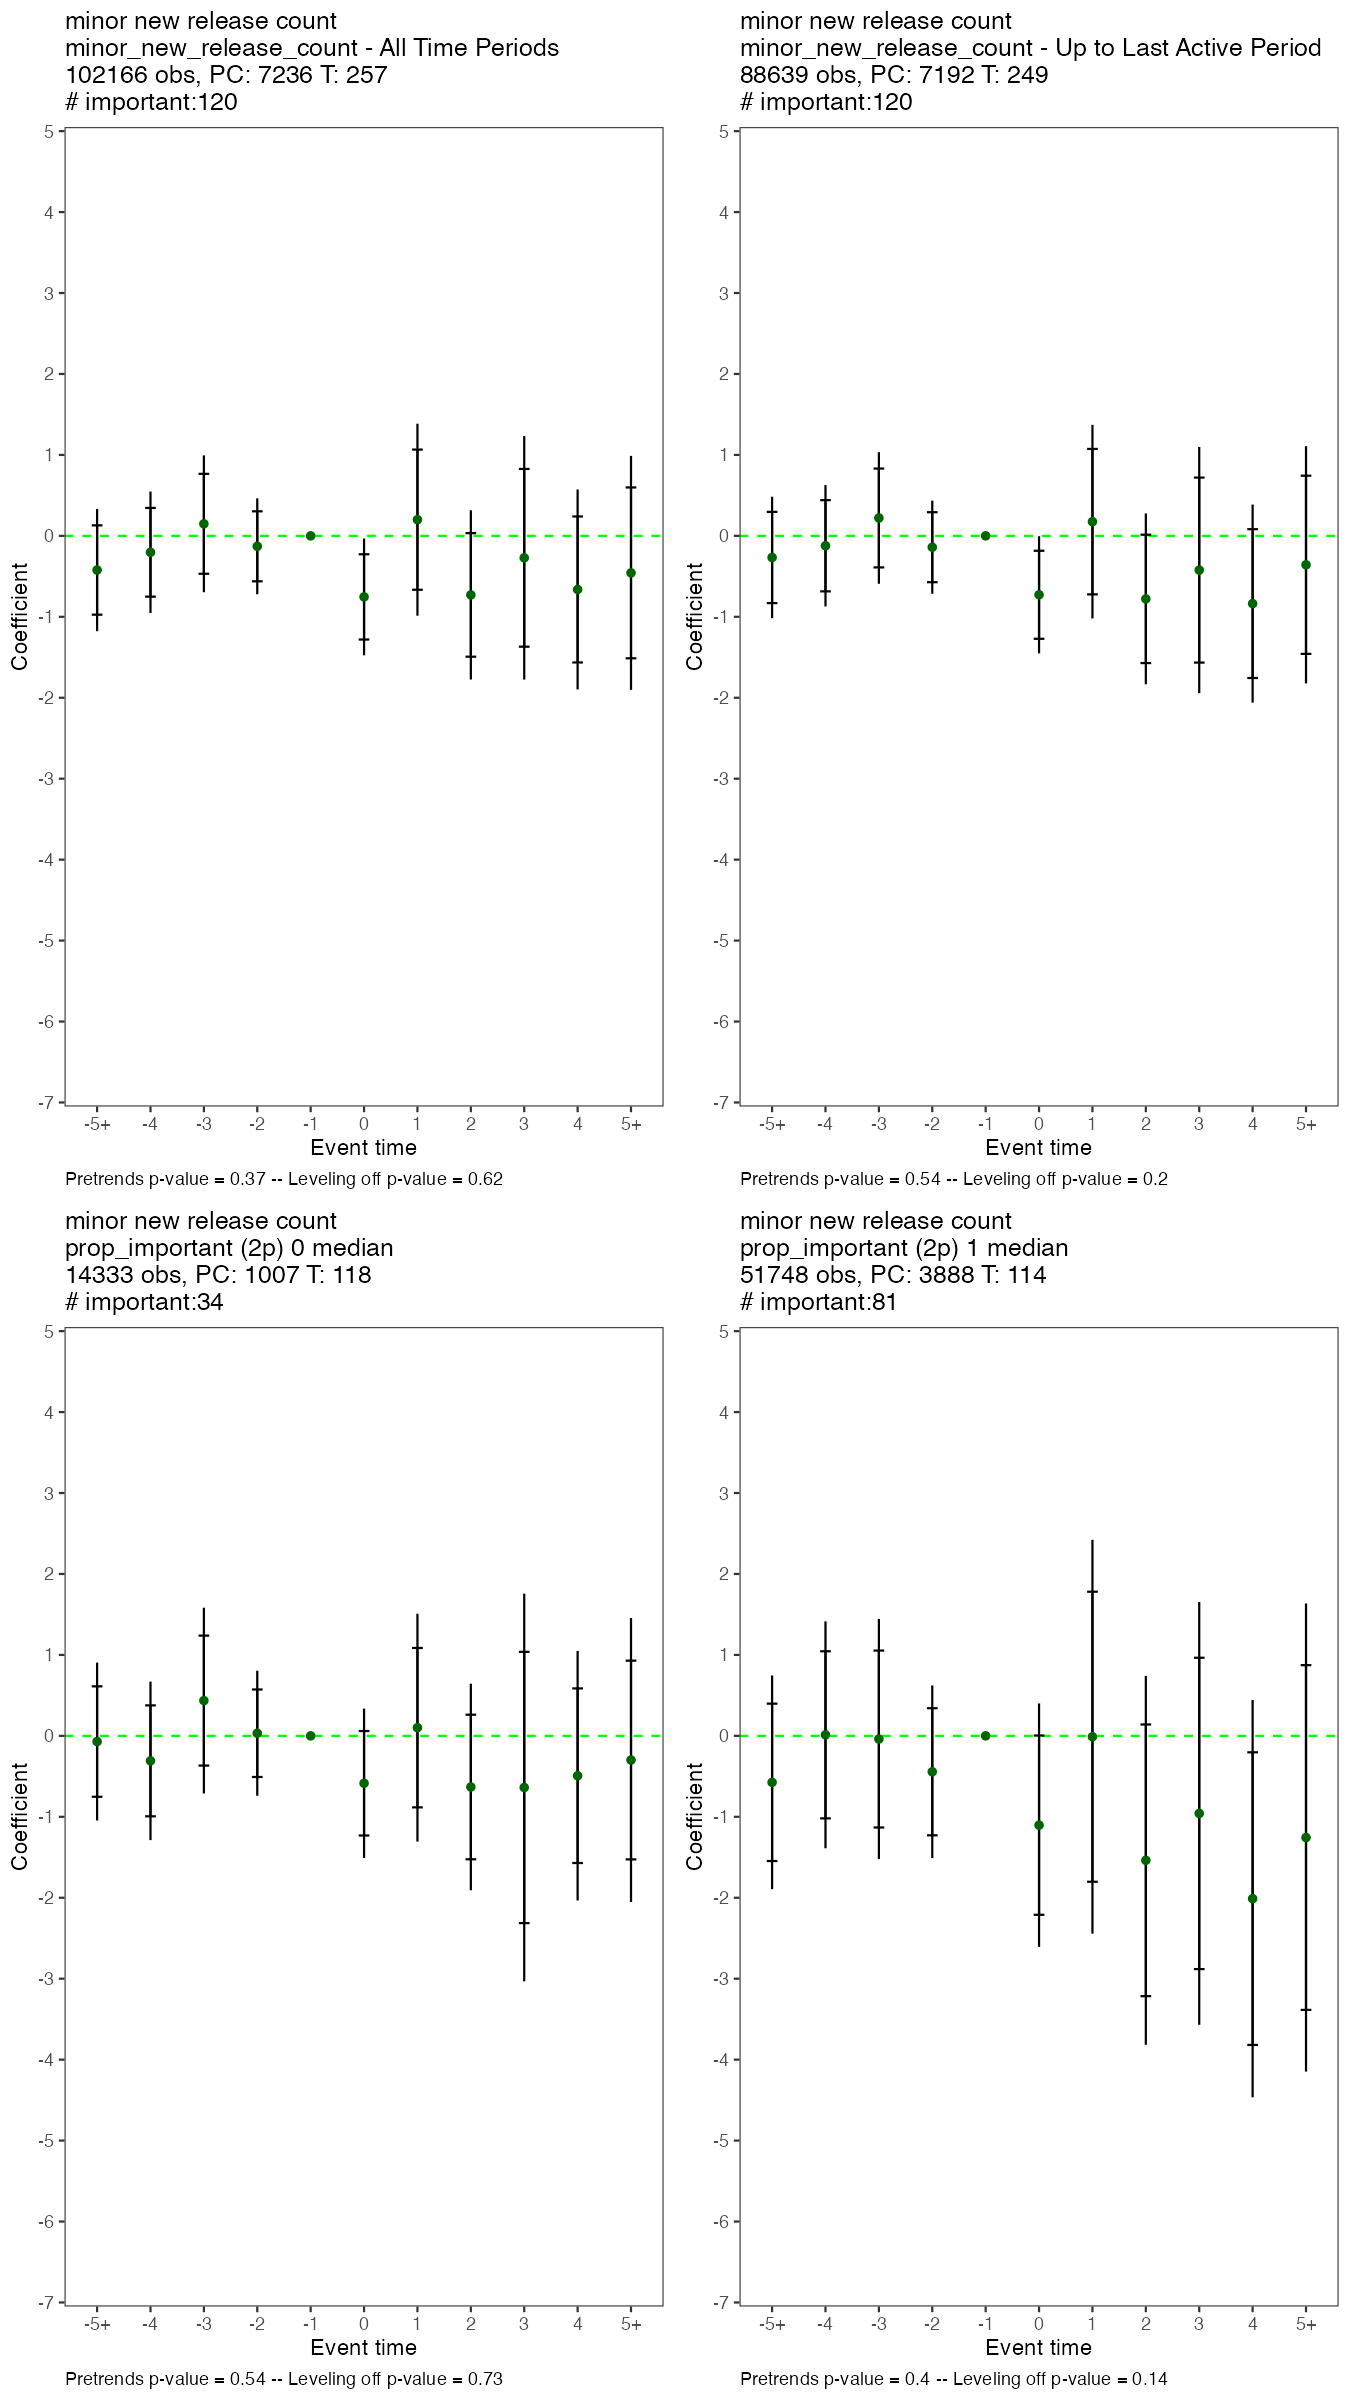 minor new release count
minor_new_release_count - All Time Periods
102166 obs, PC: 7236 T: 257
# important:120
5
4
3
2
1
0
-1
-2
-3
-4
-5
-6
-7
Coefficient
-5+ -4 -3 -2 -1 0 1 2 3 4 5+
Event time
Pretrends p-value = 0.37 -- Leveling off p-value = 0.62
minor new release count
minor_new_release_count - Up to Last Active Period
88639 obs, PC: 7192 T: 249
# important:120
5
4
3
2
1
0
-1
-2
-3
-4
-5
-6
-7
Coefficient
-5+ -4 -3 -2 -1 0 1 2 3 4 5+
Event time
Pretrends p-value = 0.54 -- Leveling off p-value = 0.2
minor new release count
prop_important (2p) 0 median
14333 obs, PC: 1007 T: 118
# important:34
5
4
3
2
1
0
-1
-2
-3
-4
-5
-6
-7
Coefficient
-5+ -4 -3 -2 -1 0 1 2 3 4 5+
Event time
Pretrends p-value = 0.54 -- Leveling off p-value = 0.73
minor new release count
prop_important (2p) 1 median
51748 obs, PC: 3888 T: 114
# important:81
5
4
3
2
1
0
-1
-2
-3
-4
-5
-6
-7
Coefficient
-5+ -4 -3 -2 -1 0 1 2 3 4 5+
Event time
Pretrends p-value = 0.4 -- Leveling off p-value = 0.14